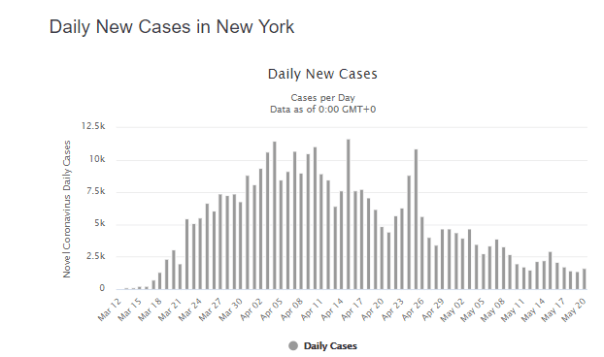 Daily New Cases in New York
Daily New Cases
Cases per Day
Data as of 0:00 GMT+0
Novel Coronavirus Daily Cases
12.5k
10k
7.5k
5k
2.5k
0
Mar 12
Mar 15
Mar 18
Mar 21
Mar 24
Mar 27
Mar 30
Apr 02
Apr 05
Apr 08
Apr 11
Apr 14
Apr 17
Apr 20
Apr 23
Apr 26
Apr 29
May 02
May 05
May 08
May 11
May 14
May 17
May 20
Daily Cases